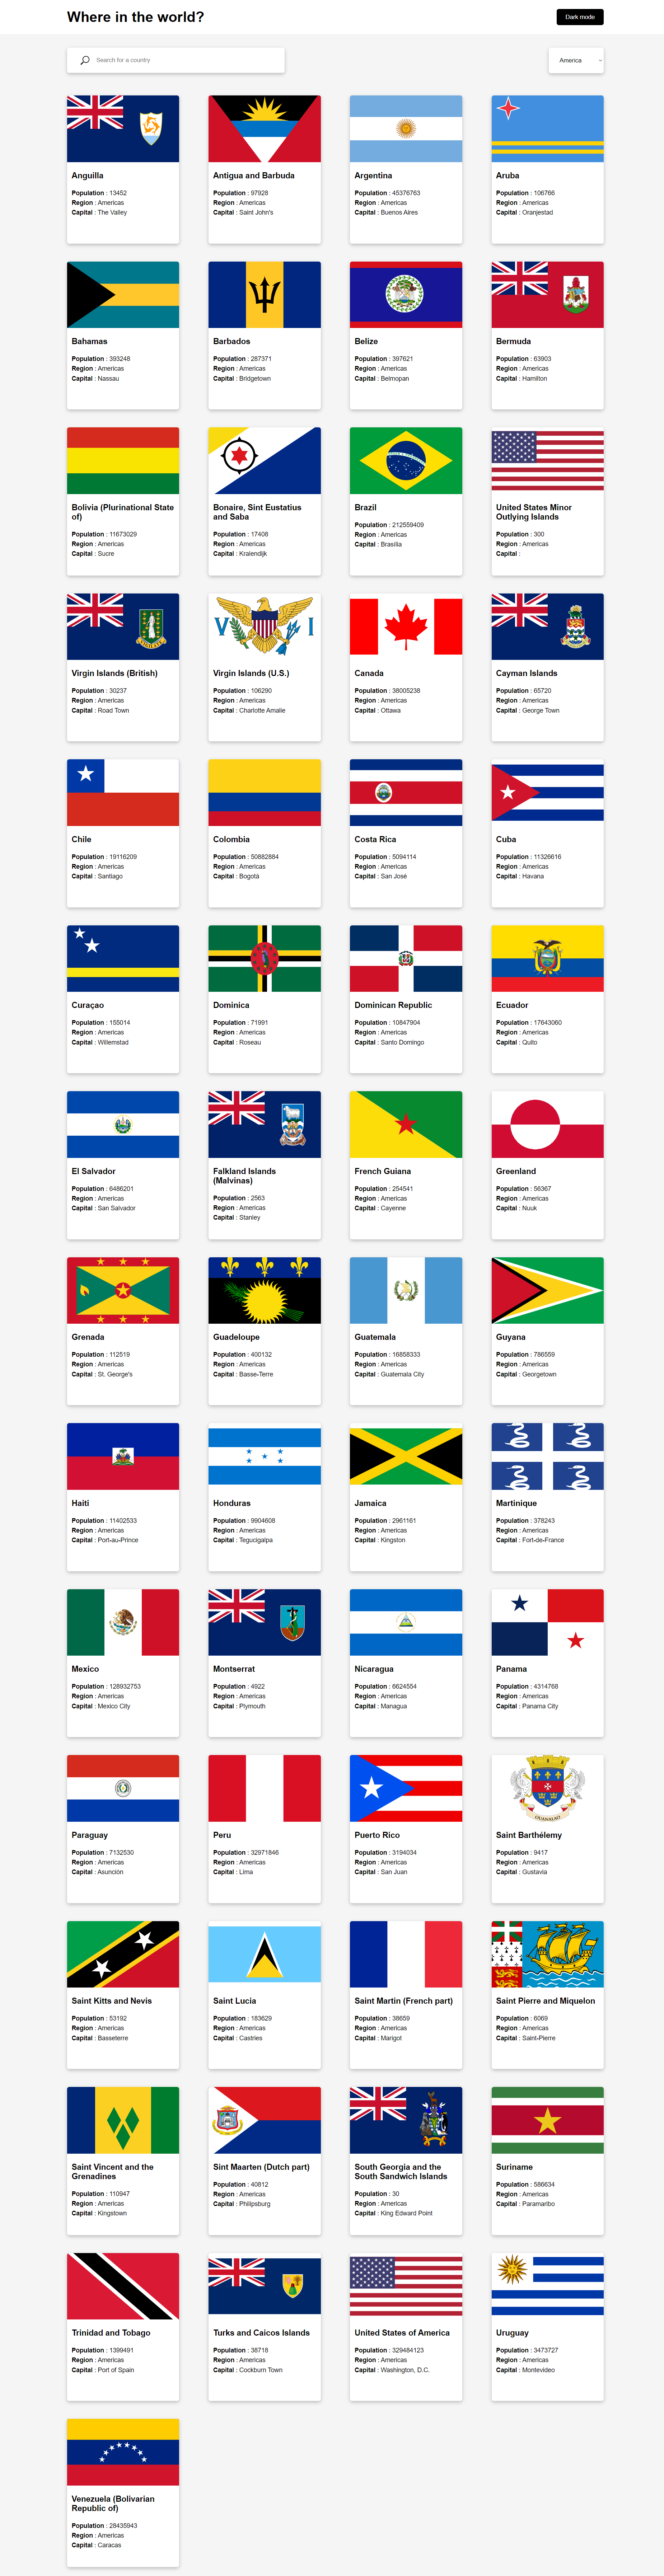 Where in the world?
Dark mode
Search for a country
America
Anguilla
Population : 13452
Region : Americas
Capital : The Valley
Antigua and Barbuda
Population : 97928
Region : Americas
Capital : Saint John's
Argentina
Population : 45376763
Region : Americas
Capital : Buenos Aires
Aruba
Population : 106766
Region : Americas
Capital : Oranjestad
Bahamas
Population : 393248
Region : Americas
Capital : Nassau
Barbados
Population : 287371
Region : Americas
Capital : Bridgetown
Belize
Population : 397621
Region : Americas
Capital : Belmopan
Bermuda
Population : 63903
Region : Americas
Capital : Hamilton
Bolivia (Plurinational State
of)
Population : 11673029
Region : Americas
Capital : Sucre
Bonaire, Sint Eustatius
and Saba
Population : 17408
Region : Americas
Capital : Kralendijk
Brazil
Population : 212559409
Region : Americas
Capital : Brasília
United States Minor
Outlying Islands
Population : 300
Region : Americas
Capital :
Virgin Islands (British)
Population : 30237
Region : Americas
Capital : Road Town
V I
Virgin Islands (U.S.)
Population : 106290
Region : Americas
Capital : Charlotte Amalie
Canada
Population : 38005238
Region : Americas
Capital : Ottawa
Cayman Islands
Population : 65720
Region : Americas
Capital : George Town
Chile
Population : 19116209
Region : Americas
Capital : Santiago
Colombia
Population : 50882884
Region : Americas
Capital : Bogotá
Costa Rica
Population : 5094114
Region : Americas
Capital : San José
Cuba
Population : 11326616
Region : Americas
Capital : Havana
Curaçao
Population : 155014
Region : Americas
Capital : Willemstad
Dominica
Population : 71991
Region : Americas
Capital : Roseau
Dominican Republic
Population : 10847904
Region : Americas
Capital : Santo Domingo
Ecuador
Population : 17643060
Region : Americas
Capital : Quito
El Salvador
Population : 6486201
Region : Americas
Capital : San Salvador
Falkland Islands
(Malvinas)
Population : 2563
Region : Americas
Capital : Stanley
French Guiana
Population : 254541
Region : Americas
Capital : Cayenne
Greenland
Population : 56367
Region : Americas
Capital : Nuuk
Grenada
Population : 112519
Region : Americas
Capital : St. George's
Guadeloupe
Population : 400132
Region : Americas
Capital : Basse-Terre
Guatemala
Population : 16858333
Region : Americas
Capital : Guatemala City
Guyana
Population : 786559
Region : Americas
Capital : Georgetown
Haiti
Population : 11402533
Region : Americas
Capital : Port-au-Prince
Honduras
Population : 9904608
Region : Americas
Capital : Tegucigalpa
Jamaica
Population : 2961161
Region : Americas
Capital : Kingston
Martinique
Population : 378243
Region : Americas
Capital : Fort-de-France
Mexico
Population : 128932753
Region : Americas
Capital : Mexico City
Montserrat
Population : 4922
Region : Americas
Capital : Plymouth
Nicaragua
Population : 6624554
Region : Americas
Capital : Managua
Panama
Population : 4314768
Region : Americas
Capital : Panama City
Paraguay
Population : 7132530
Region : Americas
Capital : Asunción
Peru
Population : 32971846
Region : Americas
Capital : Lima
Puerto Rico
Population : 3194034
Region : Americas
Capital : San Juan
OUANALAO
Saint Barthélemy
Population : 9417
Region : Americas
Capital : Gustavia
Saint Kitts and Nevis
Population : 53192
Region : Americas
Capital : Basseterre
Saint Lucia
Population : 183629
Region : Americas
Capital : Castries
Saint Martin (French part)
Population : 38659
Region : Americas
Capital : Marigot
Saint Pierre and Miquelon
Population : 6069
Region : Americas
Capital : Saint-Pierre
Saint Vincent and the
Grenadines
Population : 110947
Region : Americas
Capital : Kingstown
Sint Maarten (Dutch part)
Population : 40812
Region : Americas
Capital : Philipsburg
South Georgia and the
South Sandwich Islands
Population : 30
Region : Americas
Capital : King Edward Point
Suriname
Population : 586634
Region : Americas
Capital : Paramaribo
Trinidad and Tobago
Population : 1399491
Region : Americas
Capital : Port of Spain
Turks and Caicos Islands
Population : 38718
Region : Americas
Capital : Cockburn Town
United States of America
Population : 329484123
Region : Americas
Capital : Washington, D.C.
Uruguay
Population : 3473727
Region : Americas
Capital : Montevideo
Venezuela (Bolivarian
Republic of)
Population : 28435943
Region : Americas
Capital : Caracas